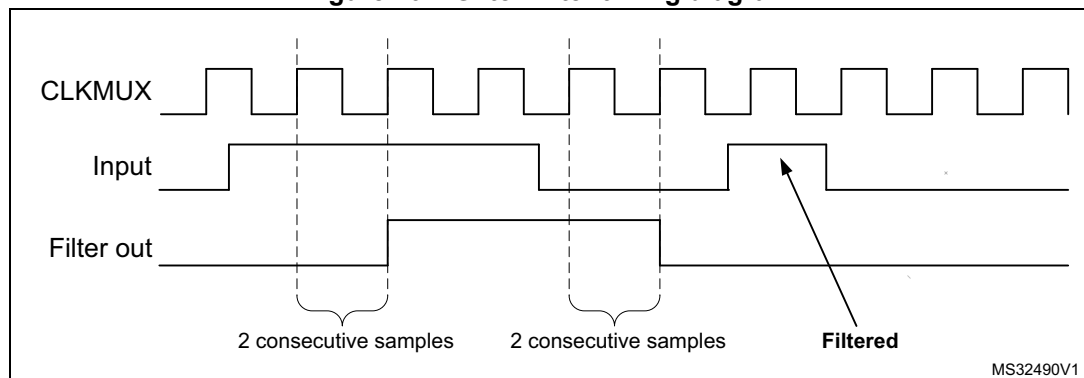 CLKMUX
Input
Filter out
2 consecutive samples
2 consecutive samples
Filtered
MS32490V1